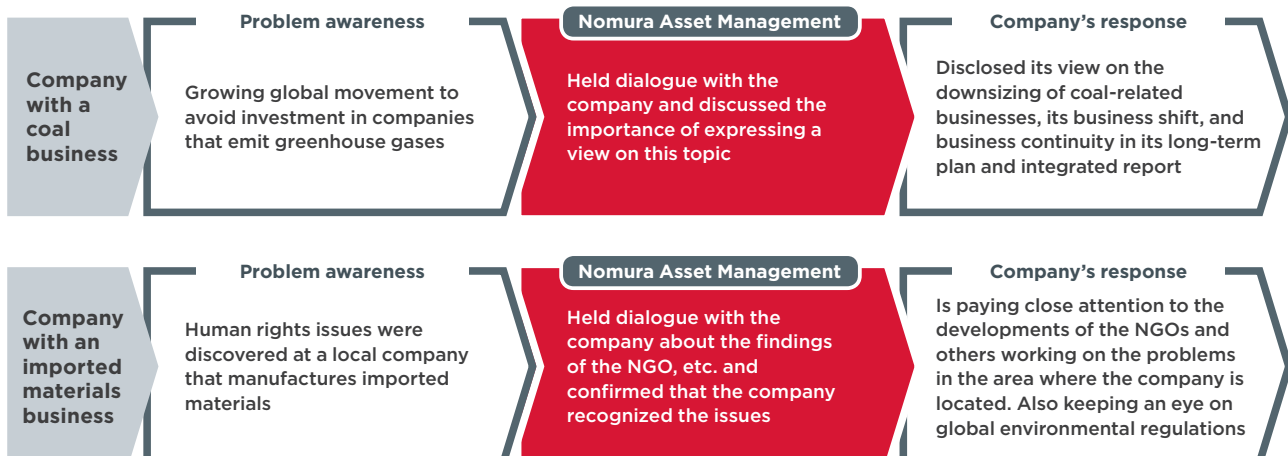 Company
with a
coal
business
Problem awareness
Growing global movement to
avoid investment in companies
that emit greenhouse gases
Nomura Asset Management
Held dialogue with the
company and discussed the
importance of expressing a
view on this topic
Company's response
Disclosed its view on the
downsizing of coal-related
businesses, its business shift, and
business continuity in its long-term
plan and integrated report
Company
with an
imported
materials
business
Problem awareness
Human rights issues were
discovered at a local company
that manufactures imported
materials
Nomura Asset Management
Held dialogue with the
company about the findings
of the NGO, etc. and
confirmed that the company
recognized the issues
Company's response
Is paying close attention to the
developments of the NGOs and
others working on the problems
in the area where the company is
located. Also keeping an eye on
global environmental regulations